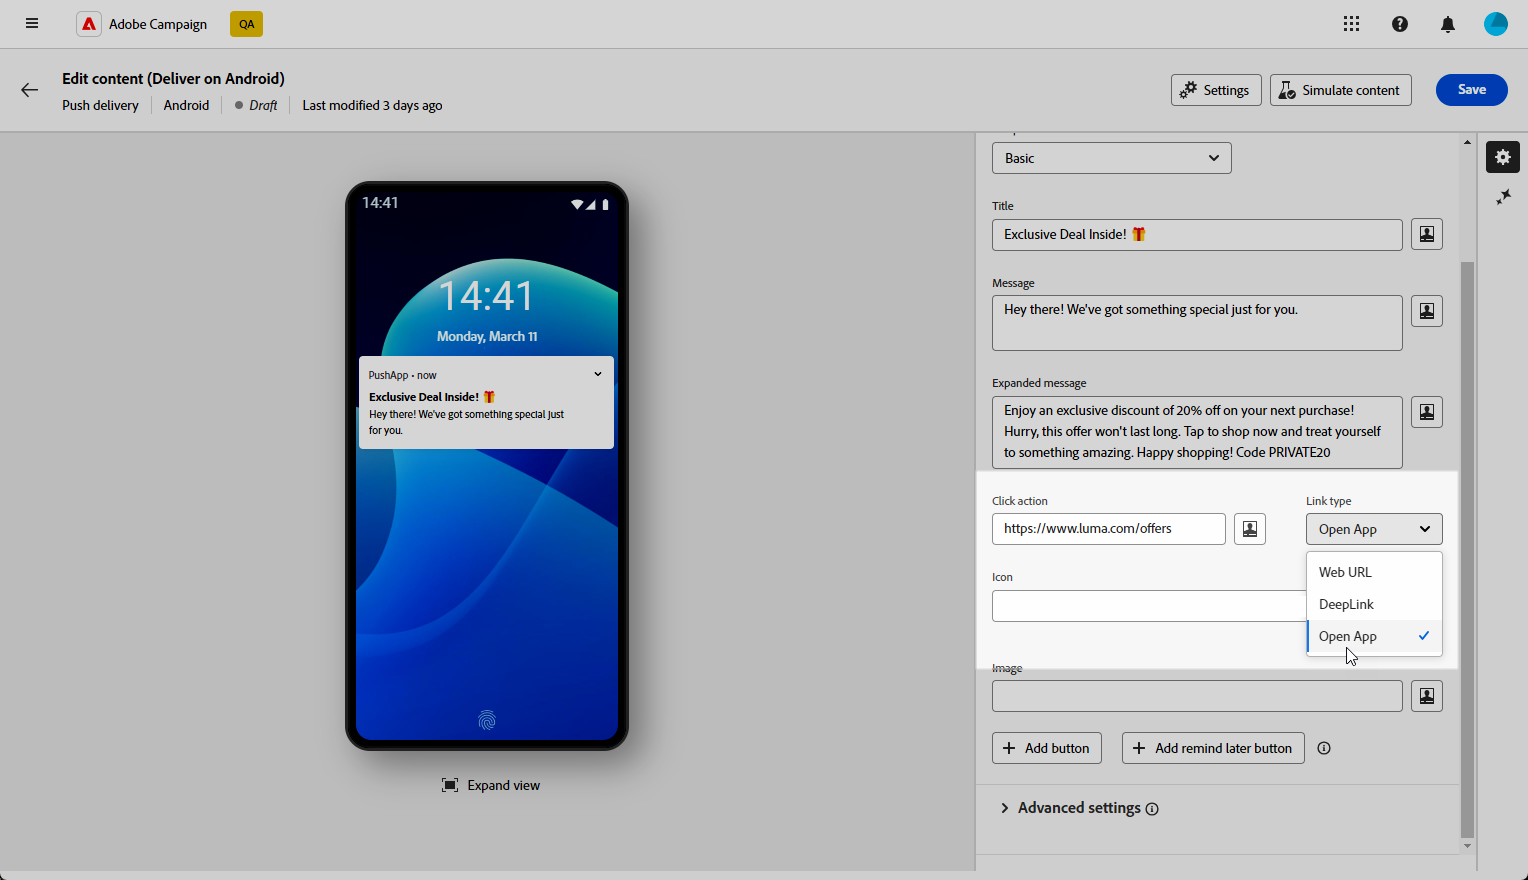 Adobe Campaign
QA
Edit content (Deliver on Android)
Push delivery
Android
Draft
Last modified 3 days ago
Settings
Simulate content
Save
14:41
14:41
Monday, March 11
PushApp • now
Exclusive Deal Inside! 🎁
Hey there! We've got something special just
for you.
Expand view
Basic
Title
Exclusive Deal Inside! 🎁
Message
Hey there! We've got something special just for you.
Expanded message
Enjoy an exclusive discount of 20% off on your next purchase!
Hurry, this offer won't last long. Tap to shop now and treat yourself
to something amazing. Happy shopping! Code PRIVATE20
Click action
Link type
https://www.luma.com/offers
Open App
Web URL
DeepLink
Open App
Icon
Image
Add button
Add remind later button
Advanced settings